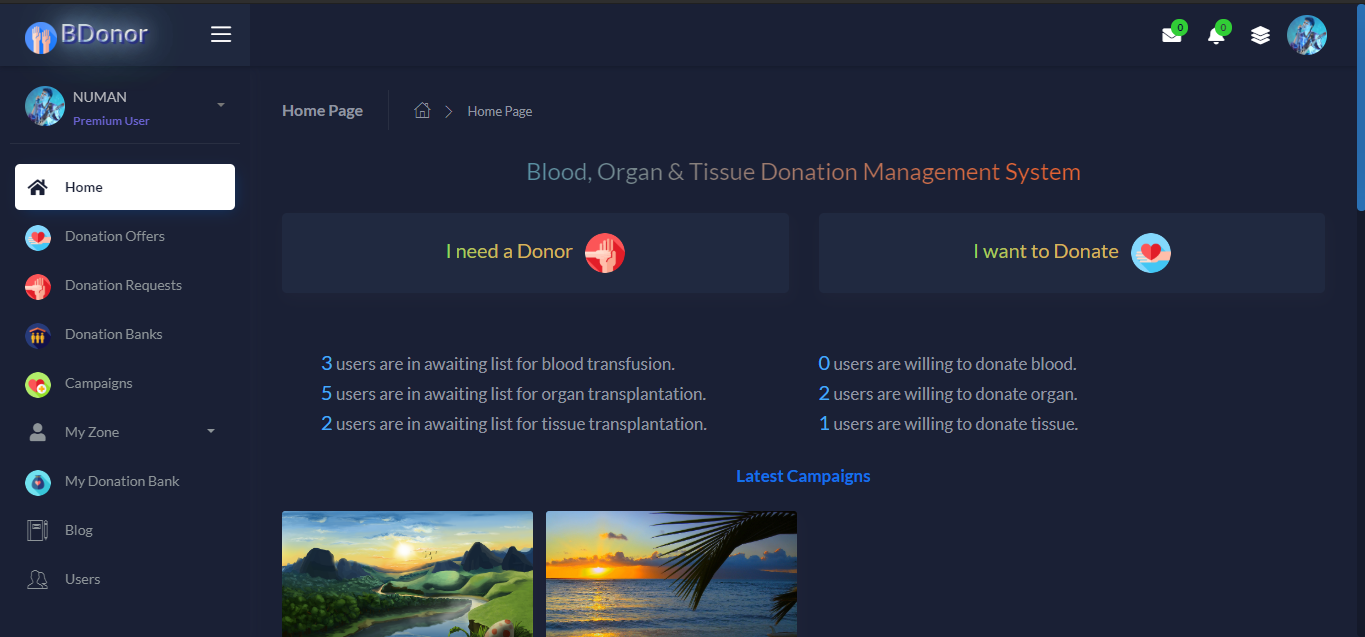 BDonor
0
0
NUMAN
Premium User
Home Page
Home Page
Home
Donation Offers
Donation Requests
Donation Banks
Campaigns
My Zone
My Donation Bank
Blog
Users
Blood, Organ & Tissue Donation Management System
I need a Donor
I want to Donate
3 users are in awaiting list for blood transfusion.
5 users are in awaiting list for organ transplantation.
2 users are in awaiting list for tissue transplantation.
0 users are willing to donate blood.
2 users are willing to donate organ.
1 users are willing to donate tissue.
Latest Campaigns